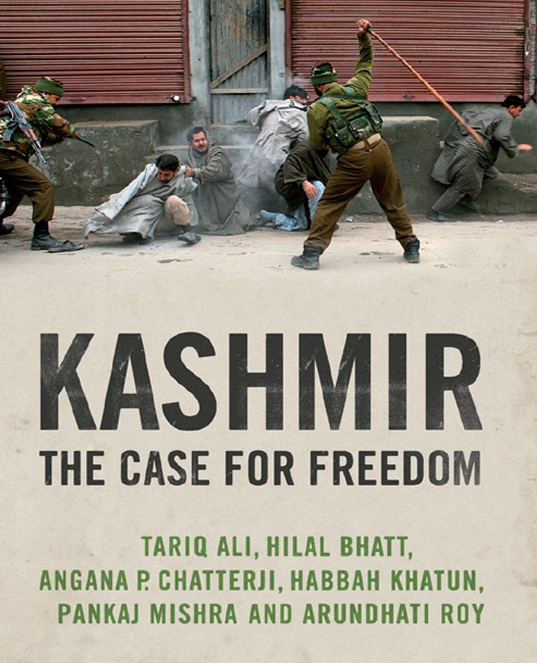 KASHMIR
THE CASE FOR FREEDOM
TARIQ ALI, HILAL BHATT,
ANGANA P. CHATTERJI, HABBAH KHATUN,
PANKAJ MISHRA AND ARUNDHATI ROY